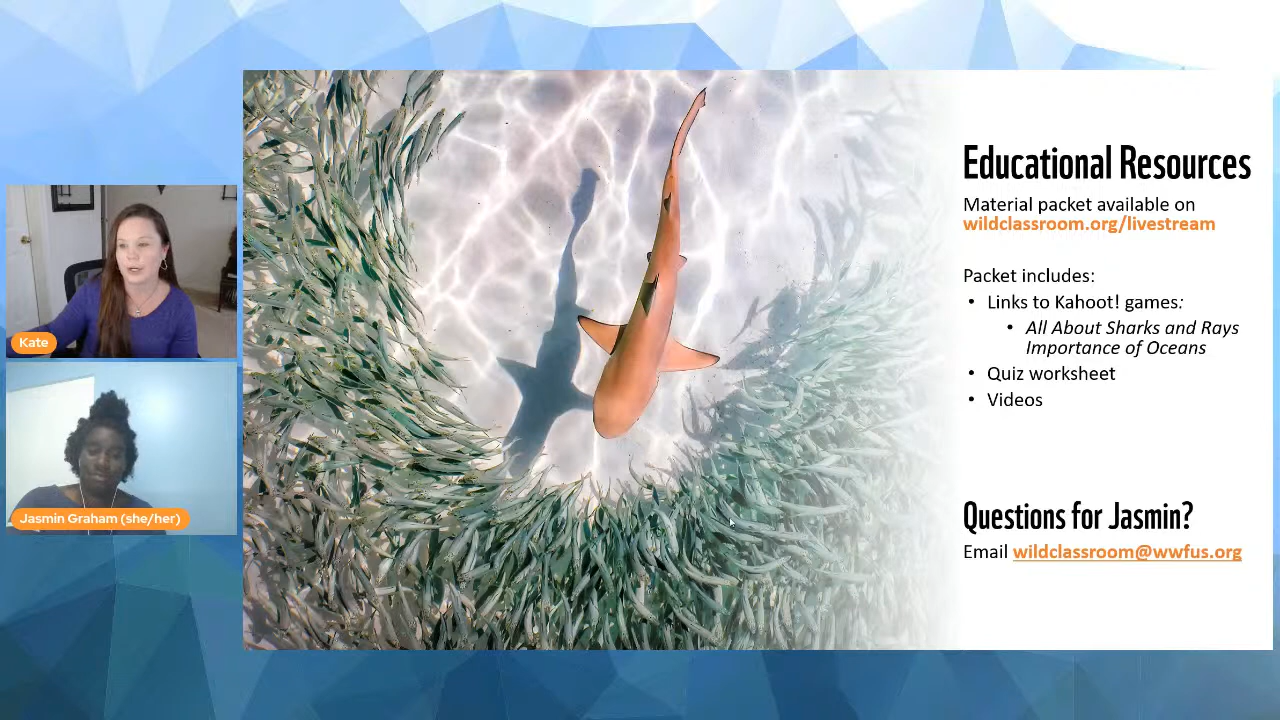 Kate
Jasmin Graham (she/her)
Educational Resources
Material packet available on
wildclassroom.org/livestream
Packet includes:
• Links to Kahoot! games:
• All About Sharks and Rays
Importance of Oceans
• Quiz worksheet
• Videos
Questions for Jasmin?
Email wildclassroom@wwfus.org